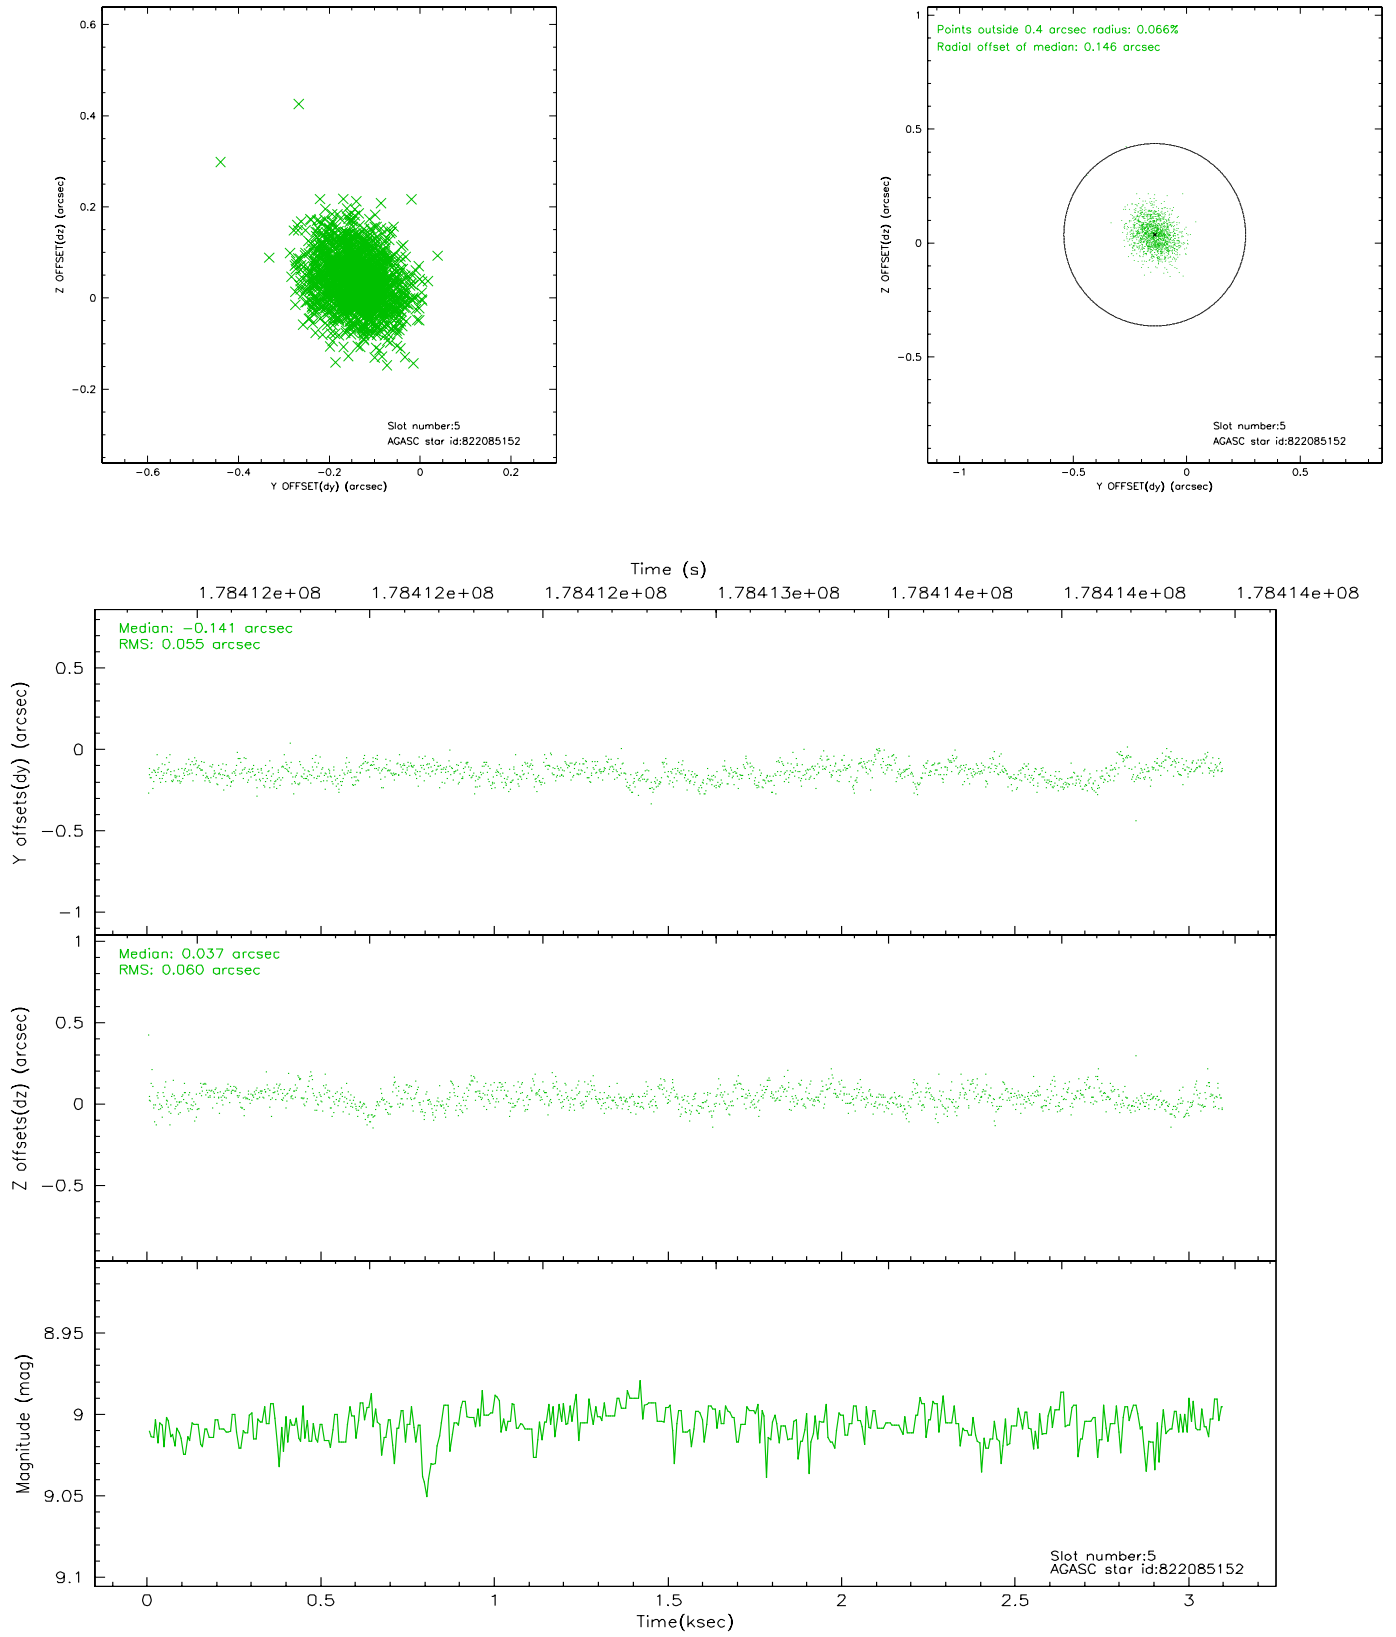 0.6
0.4
0.2
0
−0.2
Z OFFSET(dz) (arcsec)
Slot number:5
AGASC star id:822085152
−0.6 −0.4 −0.2 0 0.2
Y OFFSET(dy) (arcsec)
Points outside 0.4 arcsec radius: 0.066%
Radial offset of median: 0.146 arcsec
1
0.5
0
−0.5
Z OFFSET(dz) (arcsec)
Slot number:5
AGASC star id:822085152
−1 −0.5 0 0.5
Y OFFSET(dy) (arcsec)
Time (s)
1.78412e+08 1.78412e+08 1.78412e+08 1.78413e+08 1.78414e+08 1.78414e+08 1.78414e+08
Median: −0.141 arcsec
RMS: 0.055 arcsec
0.5
0
−0.5
−1
Y offsets(dy) (arcsec)
Median: 0.037 arcsec
RMS: 0.060 arcsec
1
0.5
0
−0.5
Z offsets(dz) (arcsec)
8.95
9
9.05
9.1
Magnitude (mag)
Slot number:5
AGASC star id:822085152
0 0.5 1 1.5 2 2.5 3
Time(ksec)